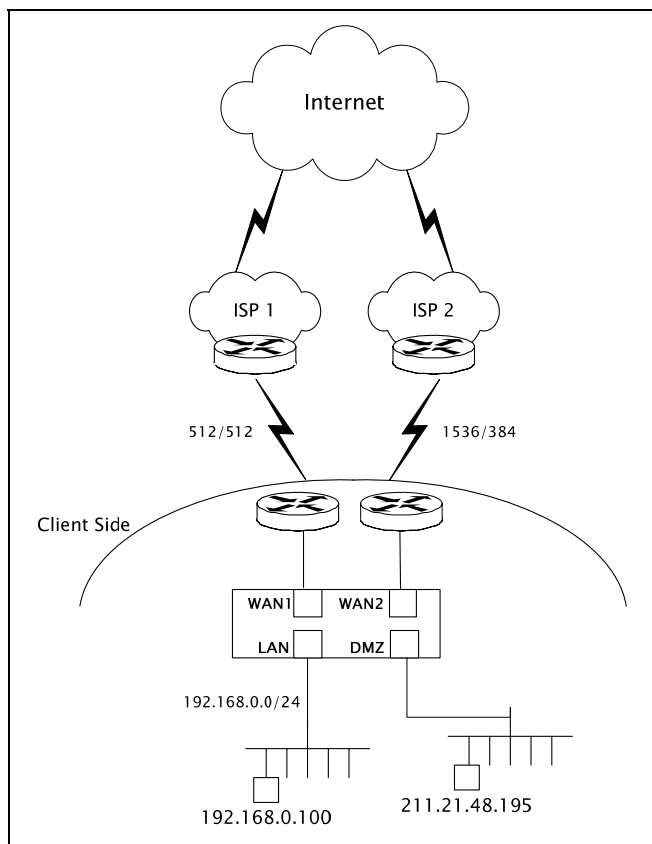 Internet
ISP 1
ISP 2
512/512
1536/384
Client Side
WAN1
WAN2
LAN
DMZ
192.168.0.0/24
192.168.0.100
211.21.48.195